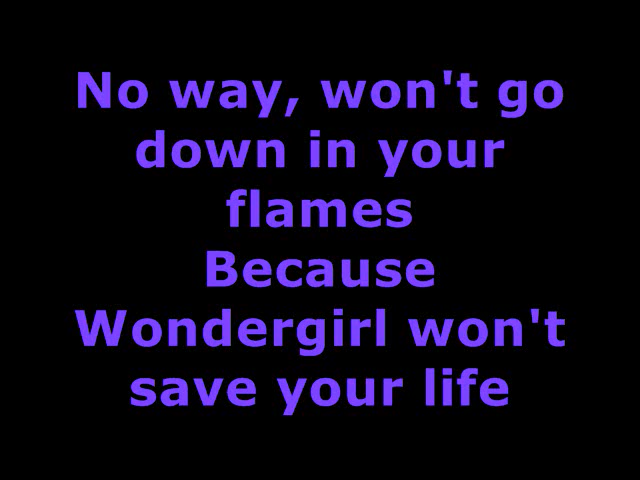 No way, won't go
down in your
flames
Because
Wondergirl won't
save your life